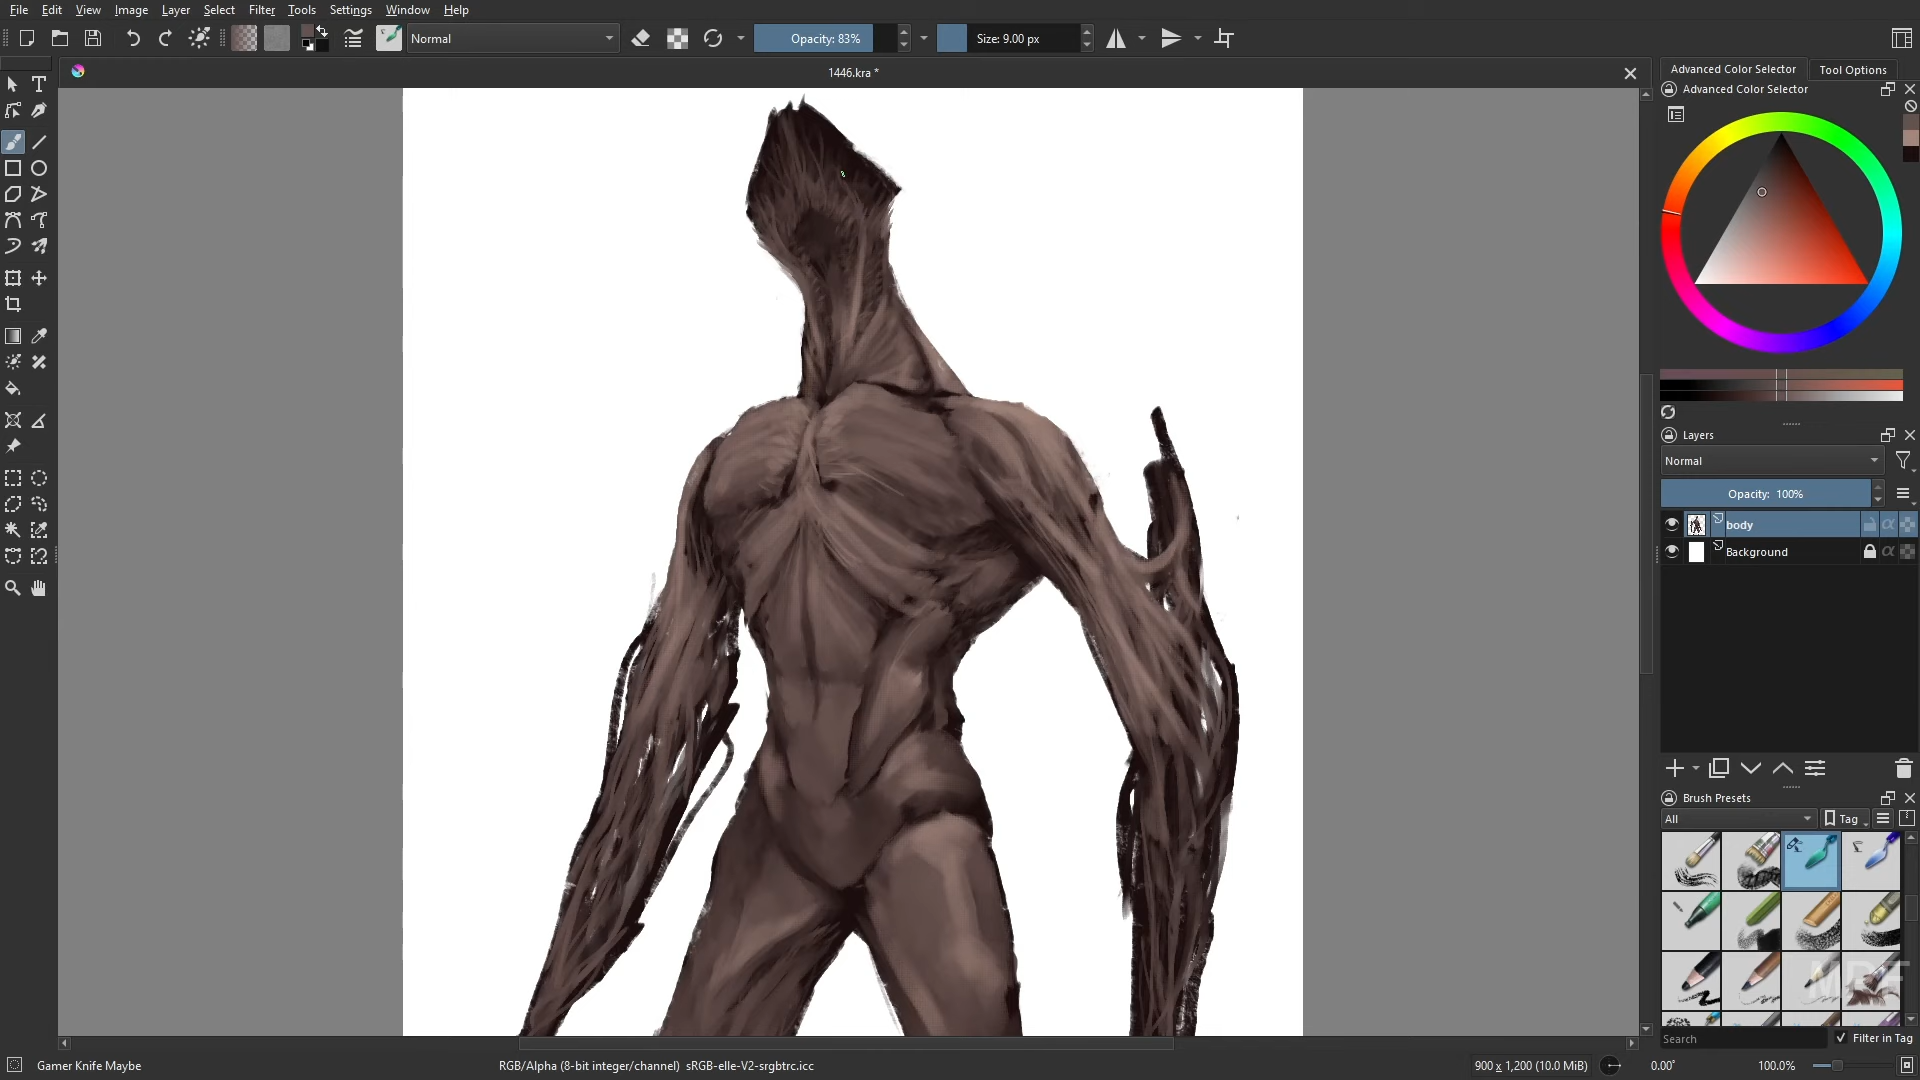 File Edit View Image Layer Select Filter Tools Settings Window Help
Normal
Opacity: 83%
Size: 9.00 px
1446.kra *
Advanced Color Selector
Tool Options
Advanced Color Selector
Layers
Normal
Opacity: 100%
body
Background
Brush Presets
All
Tag
Search
Filter in Tag
Gamer Knife Maybe
RGB/Alpha (8-bit integer/channel) sRGB-elle-V2-srgbtrc.icc
900 x 1,200 (10.0 MiB)
0.00°
100.0%